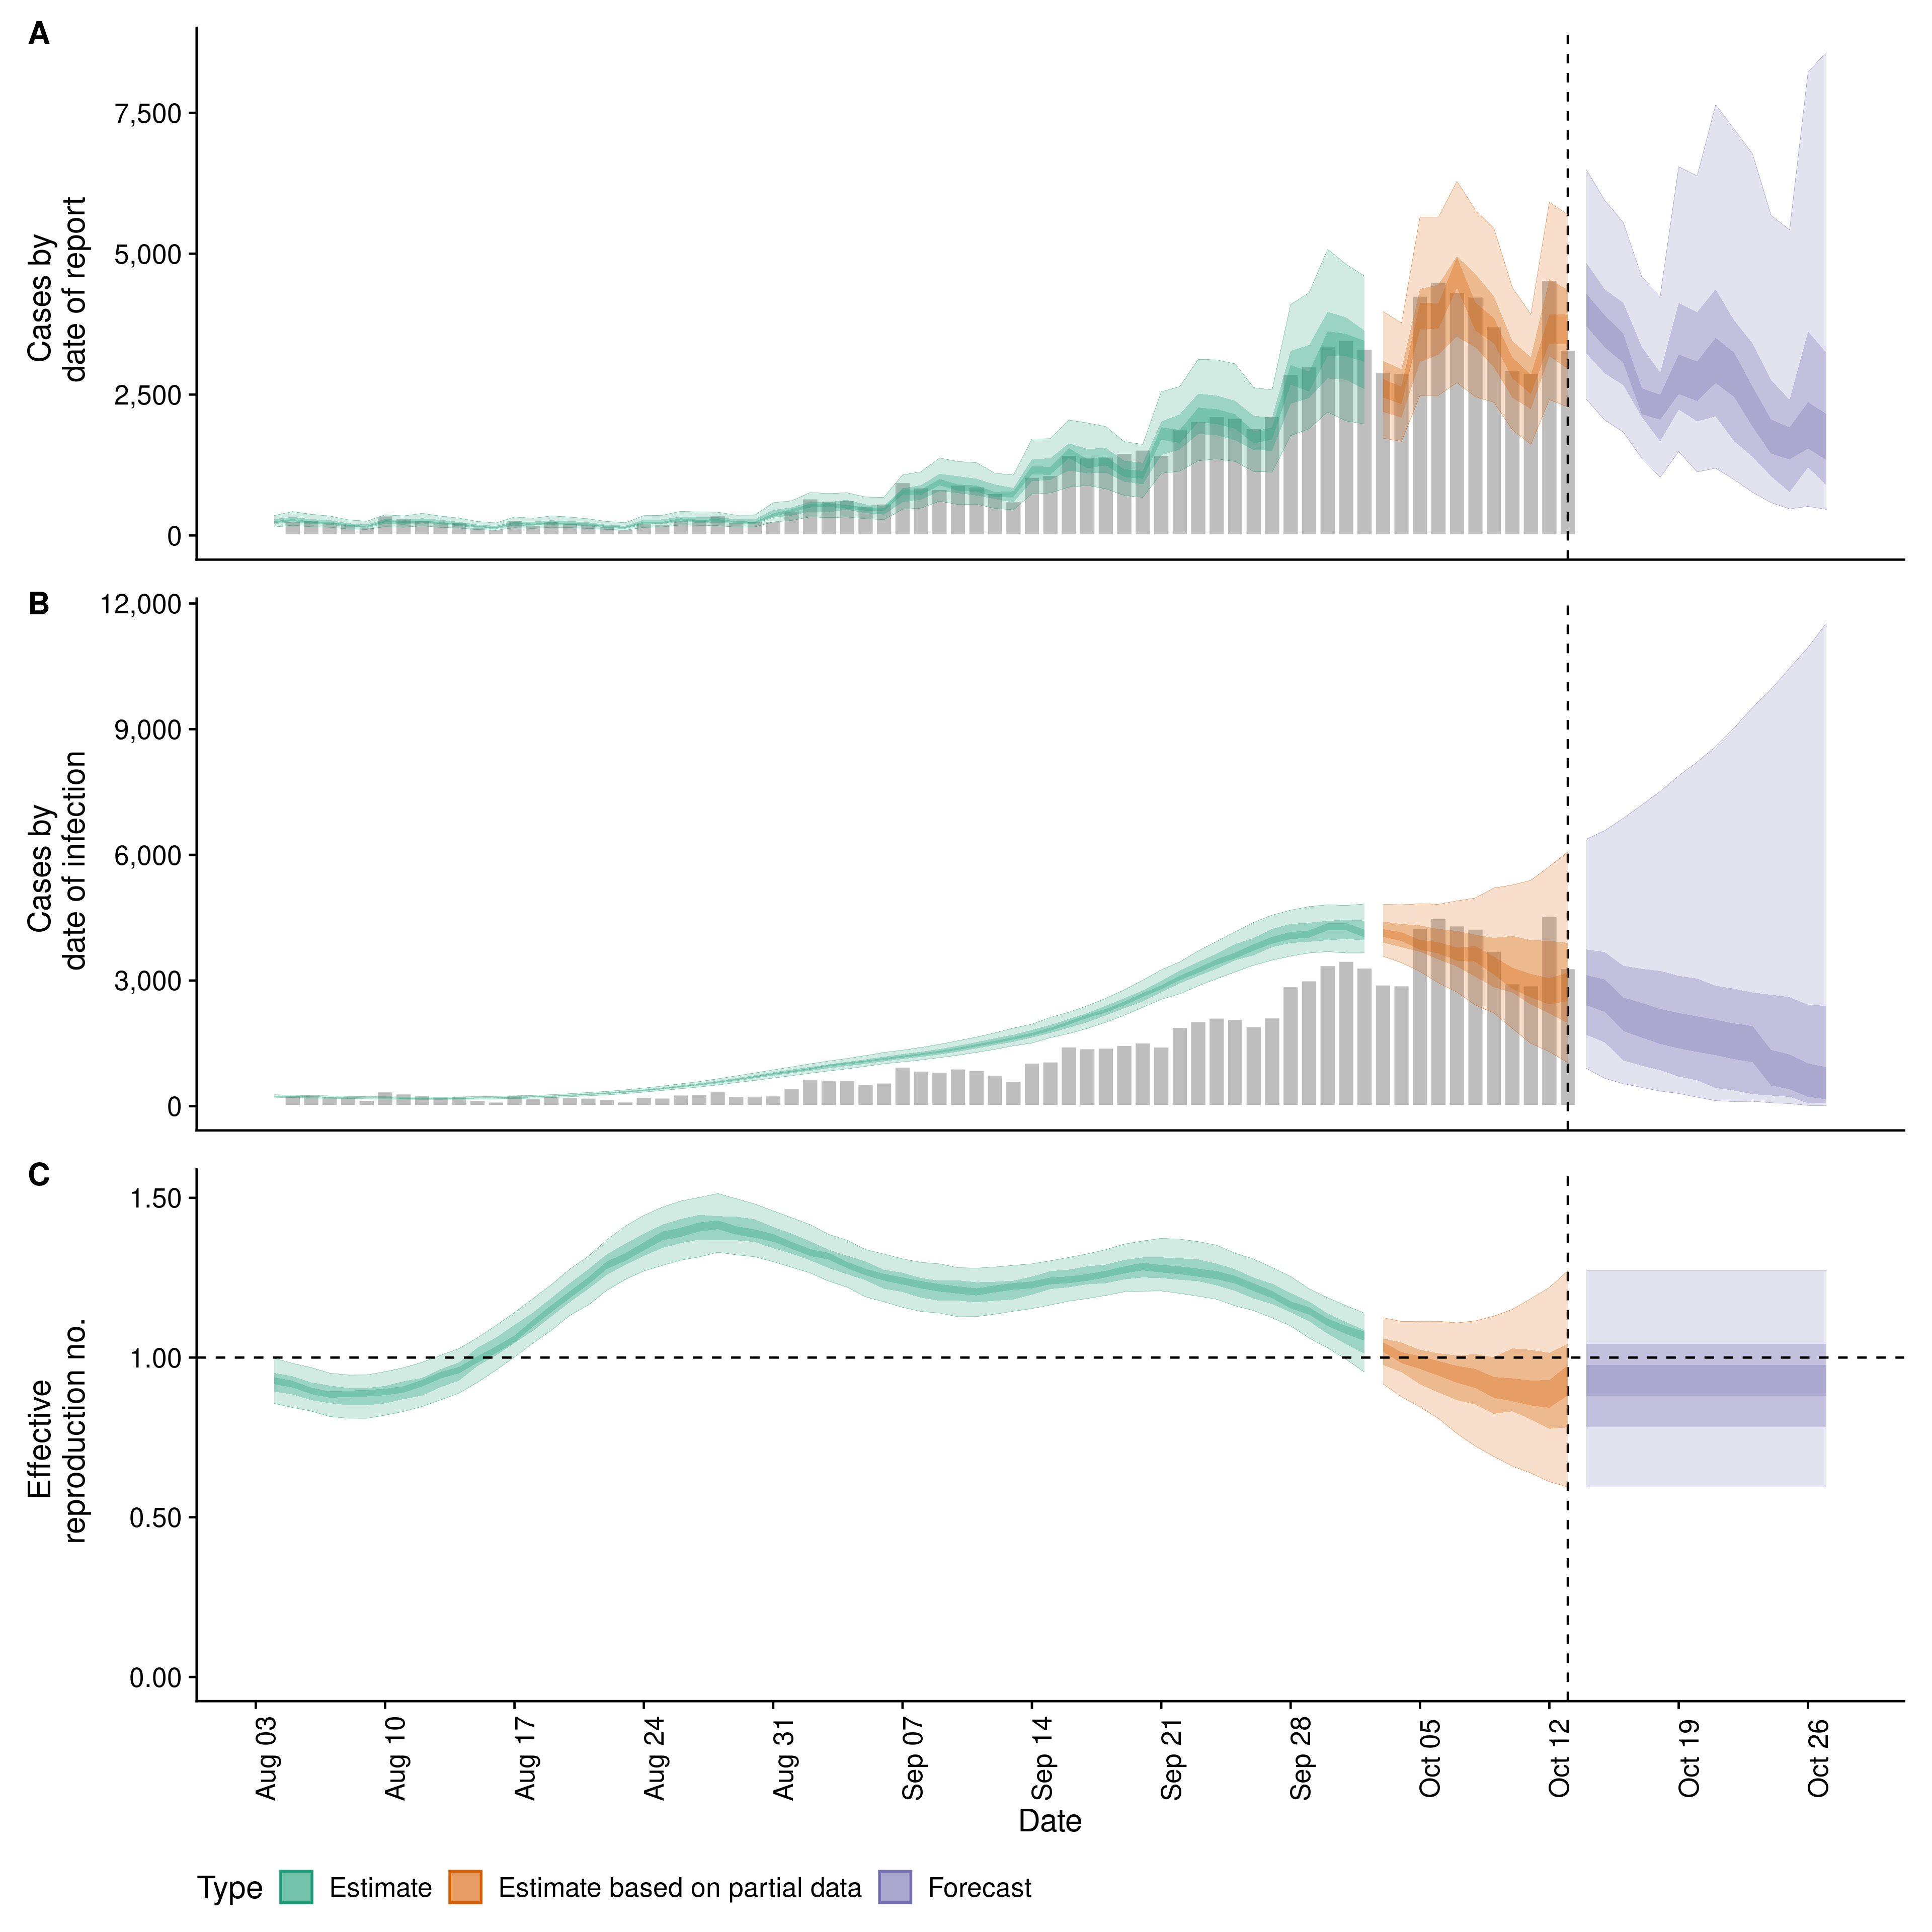 A
Cases by
date of report
7,500
5,000
2,500
0
B
Cases by
date of infection
12,000
9,000
6,000
3,000
0
C
Effective
reproduction no.
1.50
1.00
0.50
0.00
Aug 03
Aug 10
Aug 17
Aug 24
Aug 31
Sep 07
Sep 14
Sep 21
Sep 28
Oct 05
Oct 12
Oct 19
Oct 26
Date
Type Estimate Estimate based on partial data Forecast